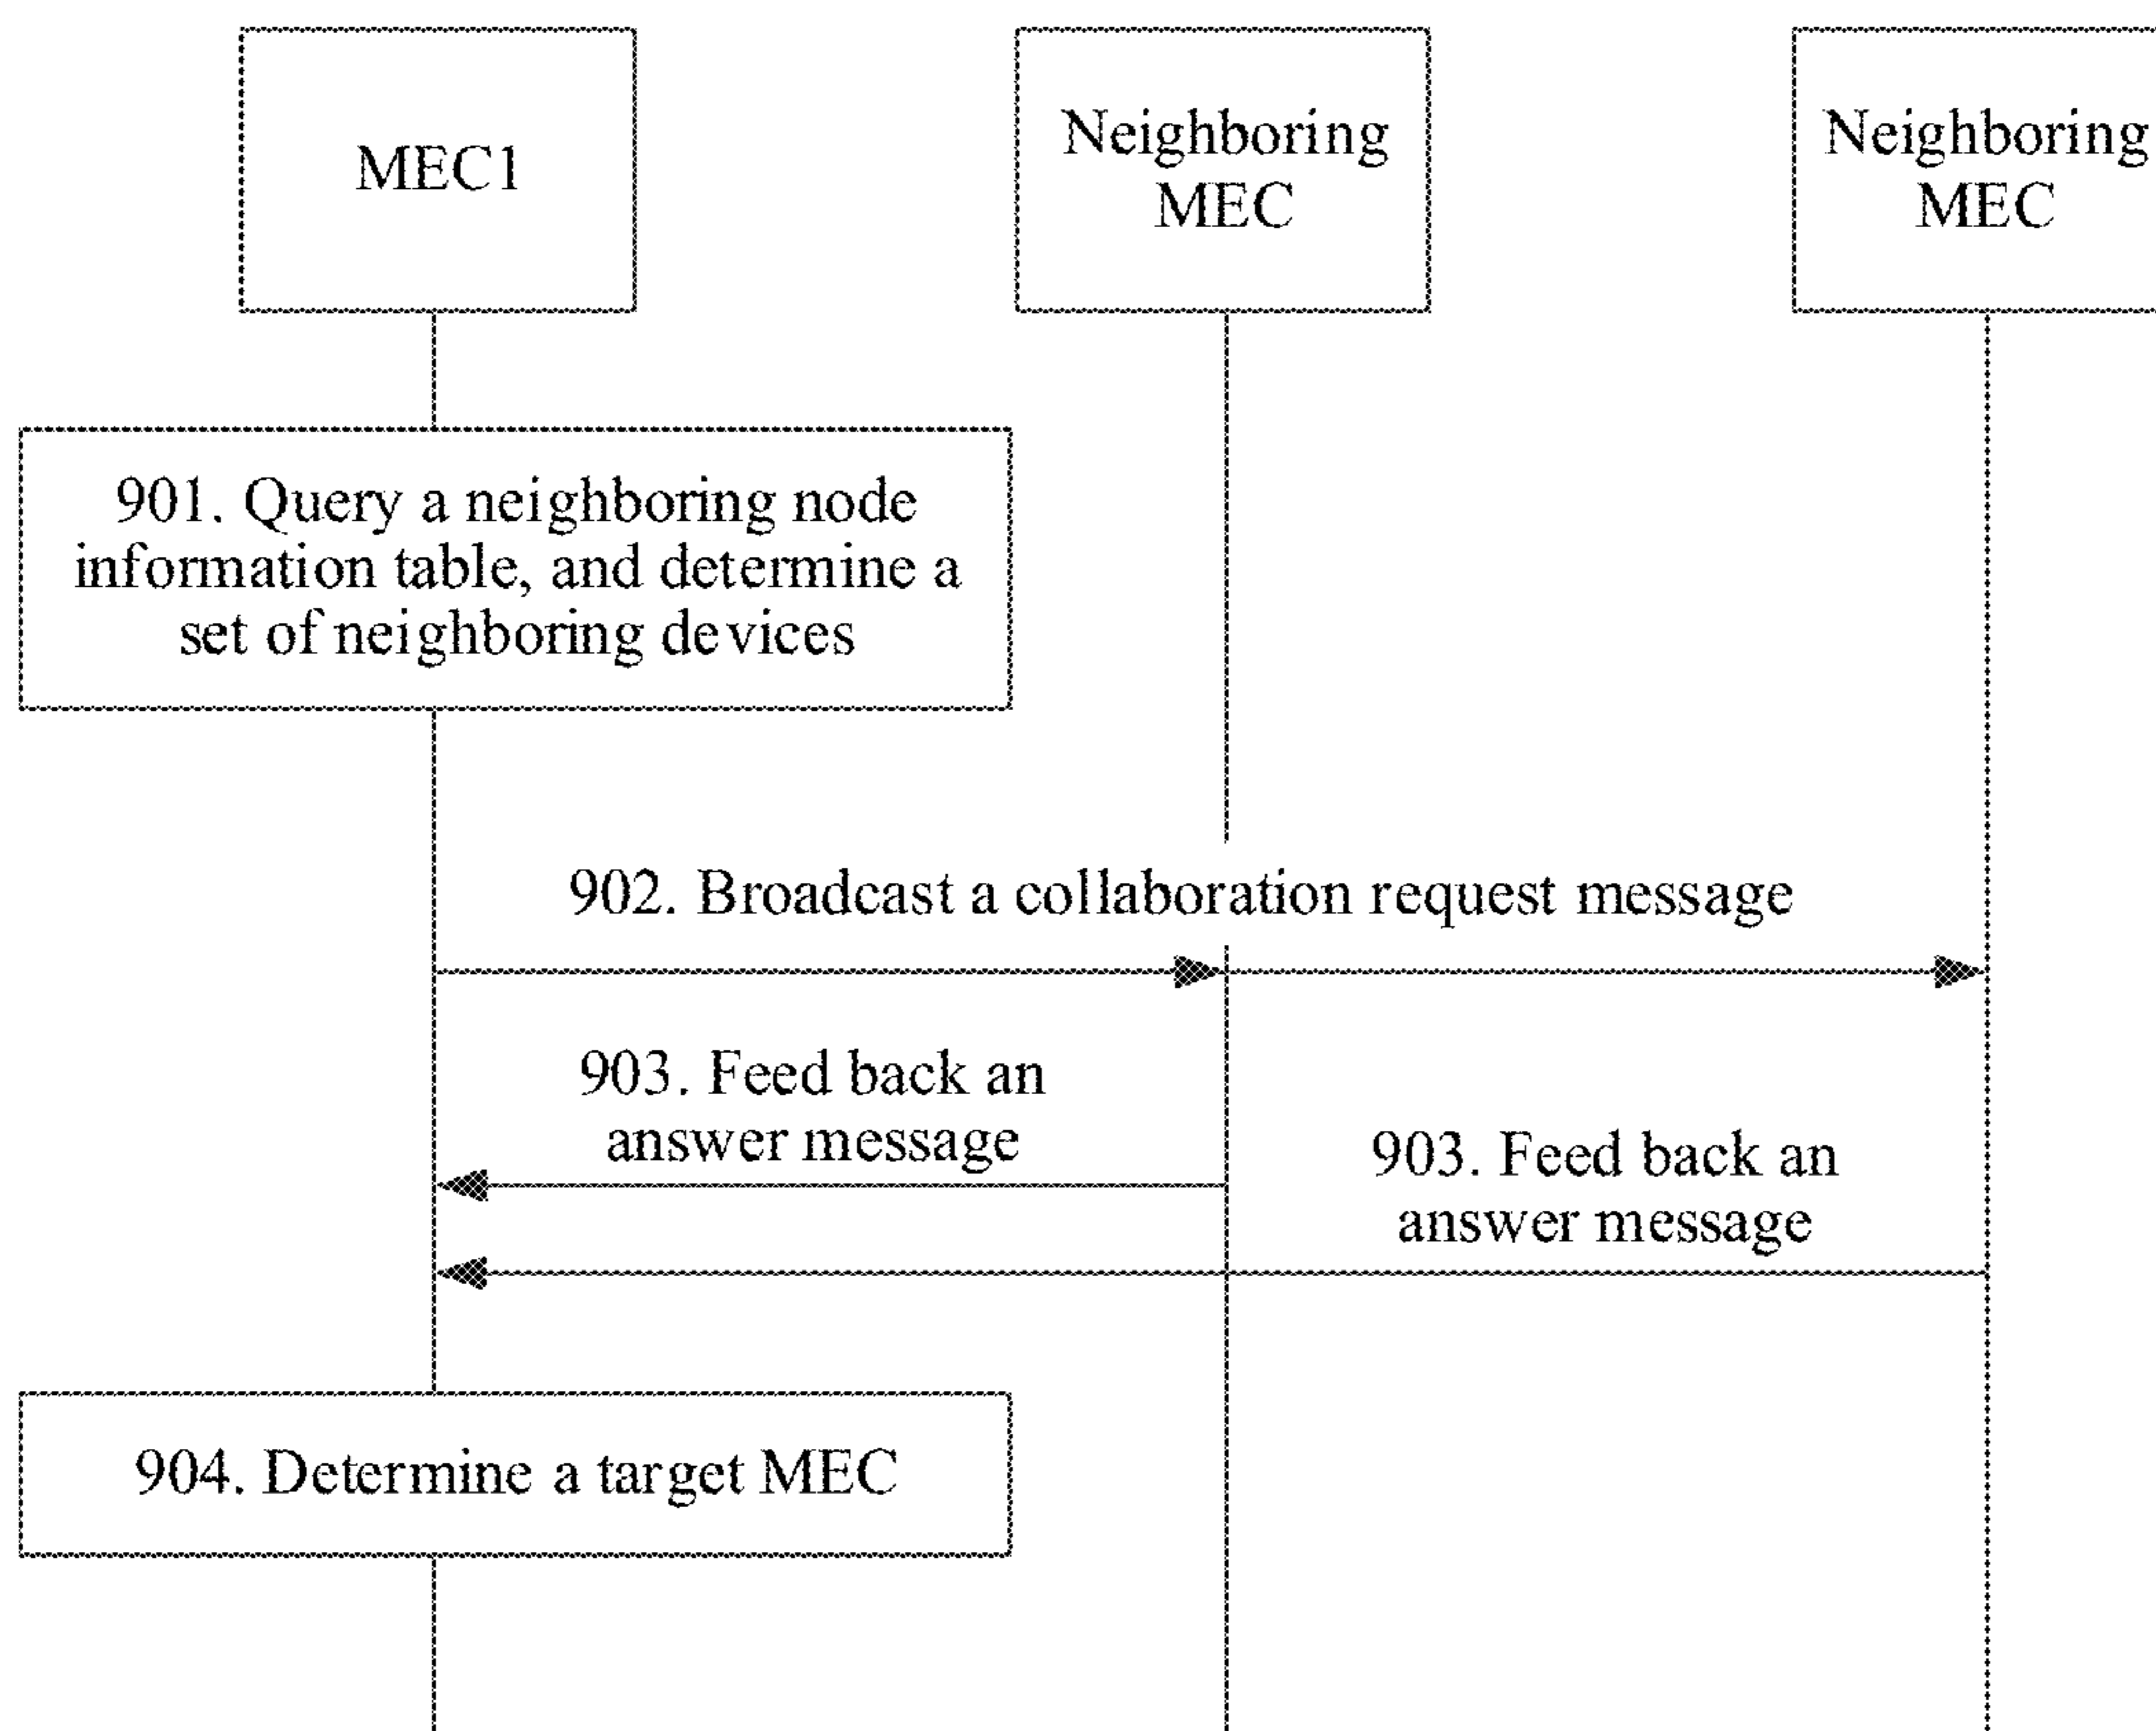 MEC1
Neighboring
MEC
Neighboring
MEC
901. Query a neighboring node
information table, and determine a
set of neighboring devices
902. Broadcast a collaboration request message
903. Feed back an
answer message
903. Feed back an
answer message
904. Determine a target MEC